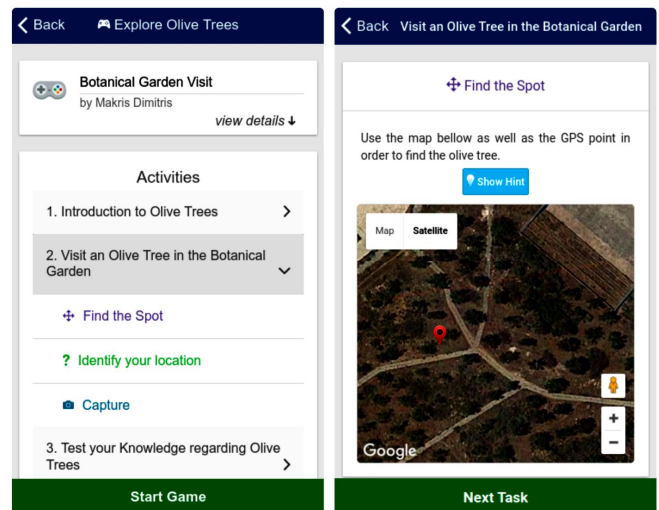 Back
Explore Olive Trees
Botanical Garden Visit
by Makris Dimitris
view details
Activities
1. Introduction to Olive Trees
2. Visit an Olive Tree in the Botanical
Garden
Find the Spot
? Identify your location
Capture
3. Test your Knowledge regarding Olive
Trees
Start Game
Back
Visit an Olive Tree in the Botanical Garden
Find the Spot
Use the map bellow as well as the GPS point in
order to find the olive tree.
Show Hint
Map
Satellite
+
−
Google
Next Task